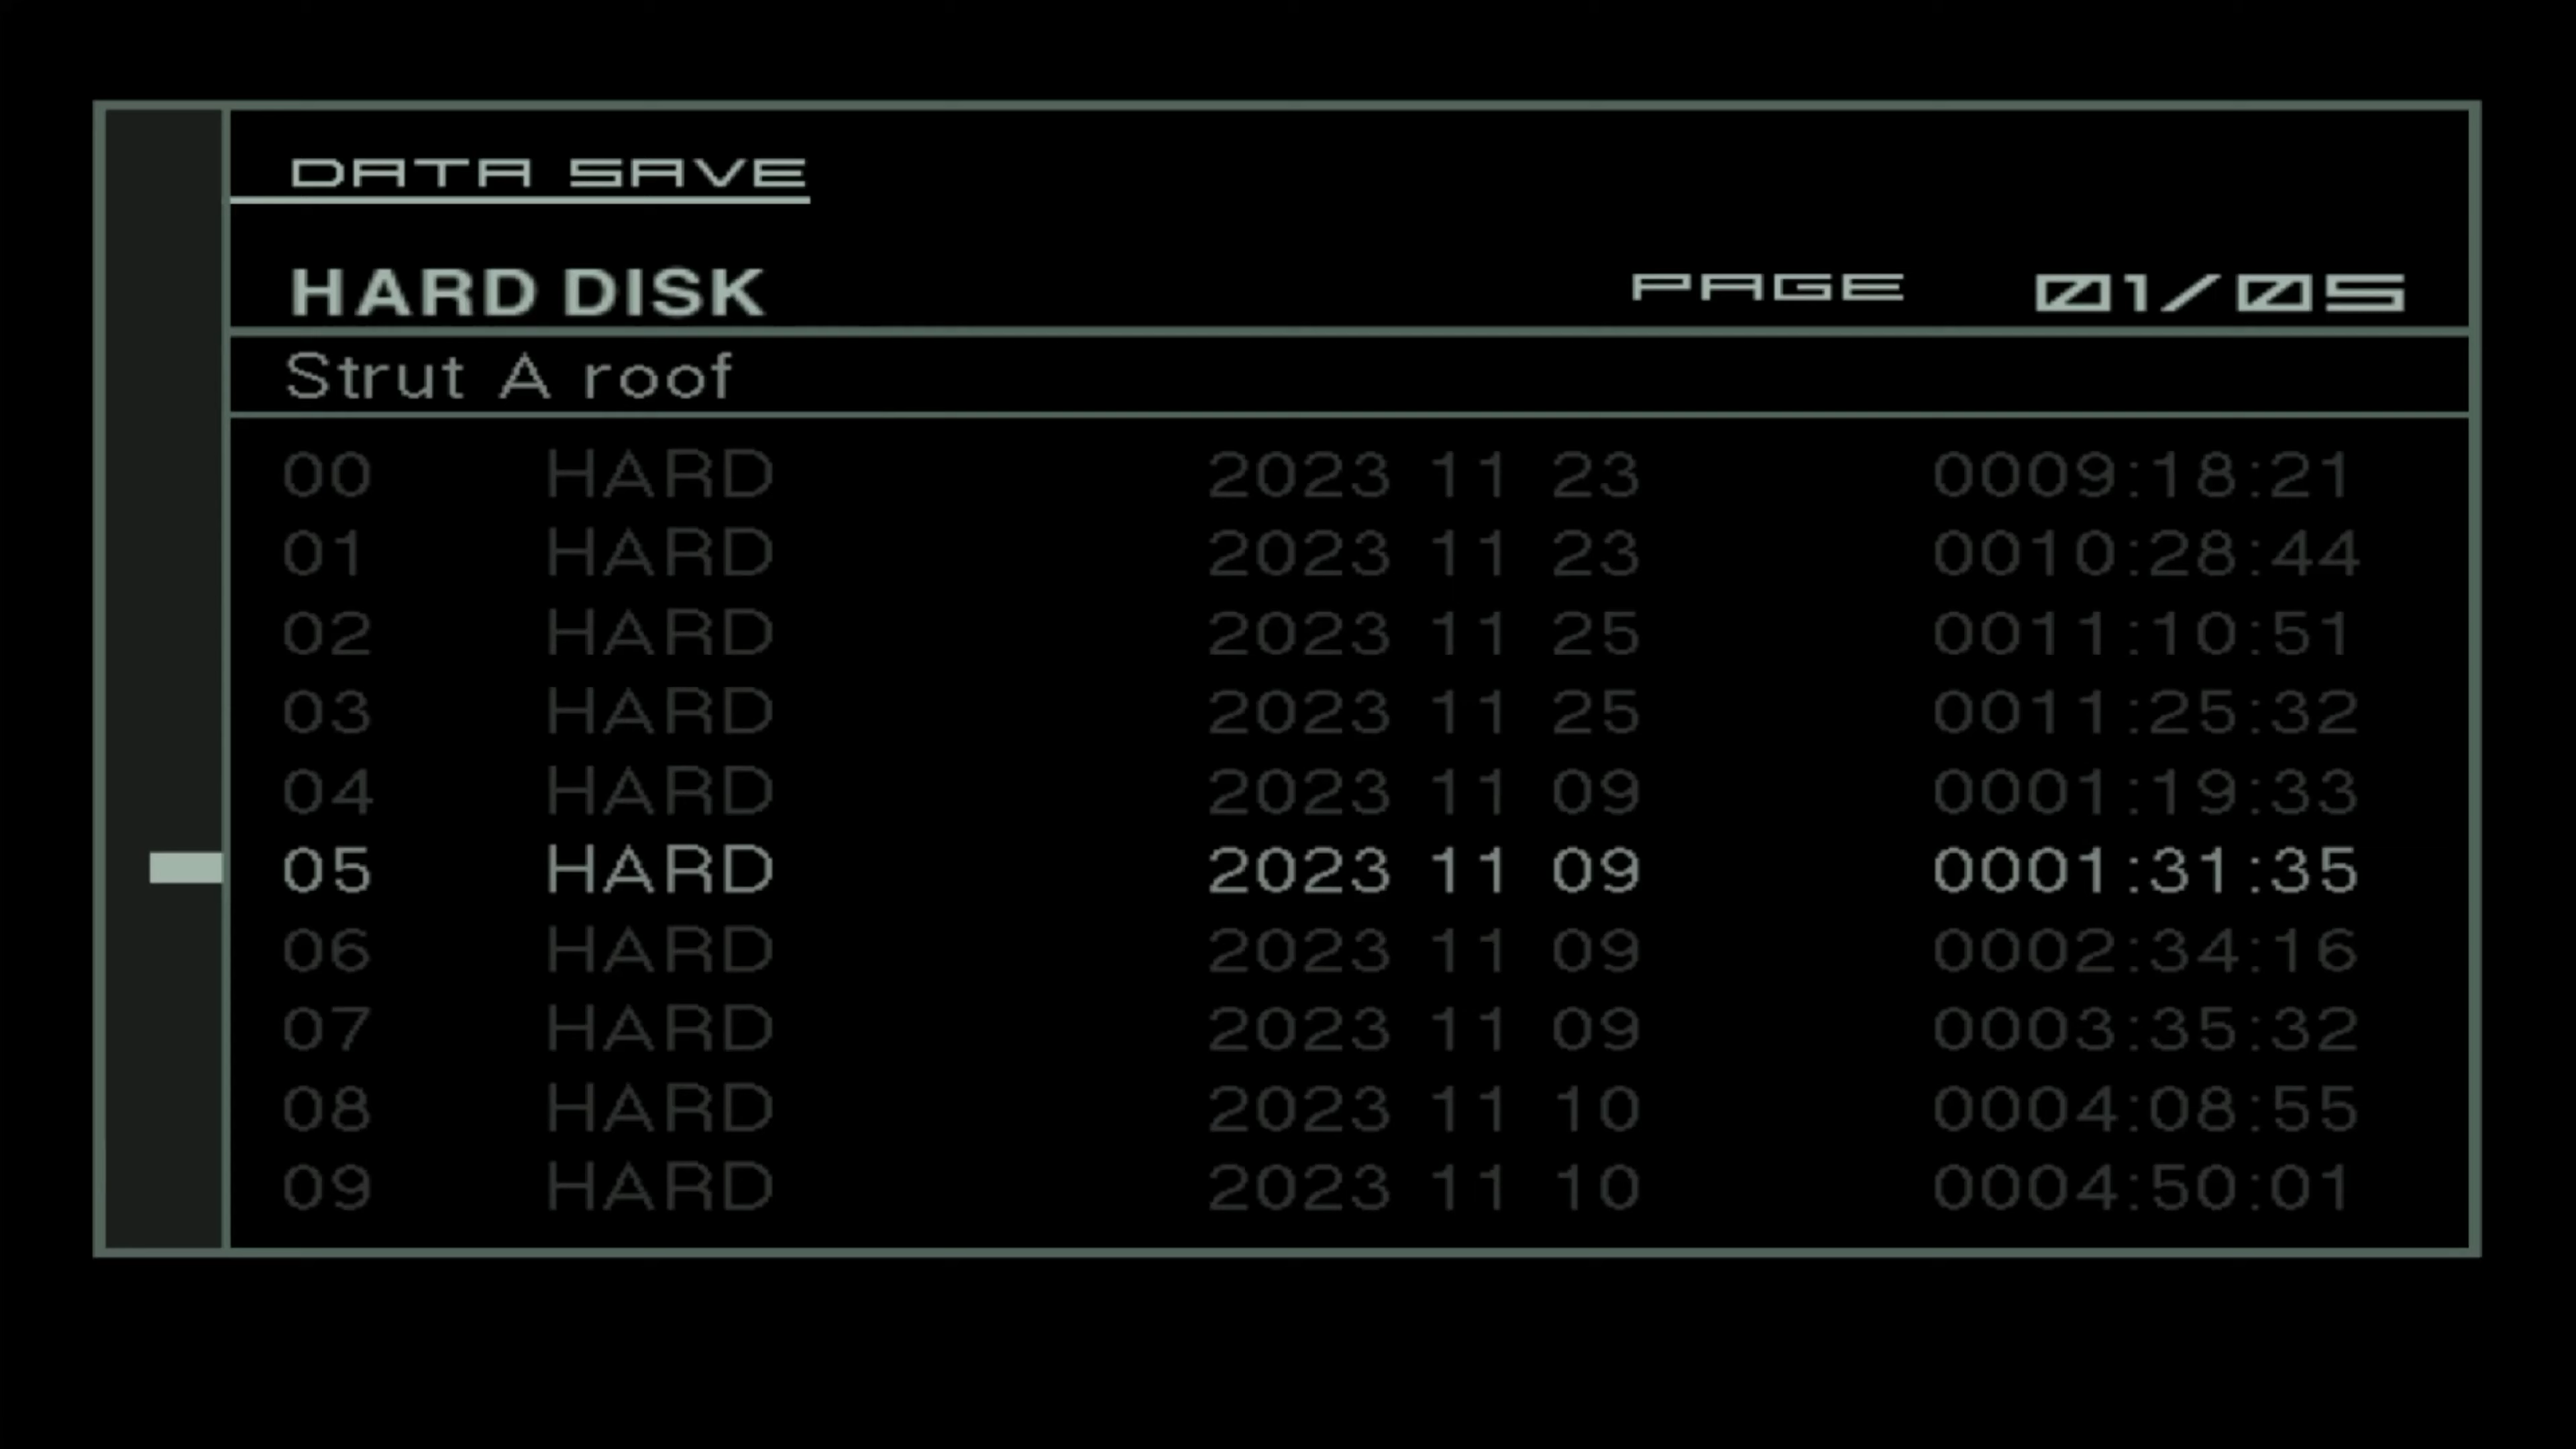 DATA SAVE
HARD DISK PAGE 01/05
Strut A roof
00 HARD 2023 11 23 0009:18:21
01 HARD 2023 11 23 0010:28:44
02 HARD 2023 11 25 0011:10:51
03 HARD 2023 11 25 0011:25:32
04 HARD 2023 11 09 0001:19:33
05 HARD 2023 11 09 0001:31:35
06 HARD 2023 11 09 0002:34:16
07 HARD 2023 11 09 0003:35:32
08 HARD 2023 11 10 0004:08:55
09 HARD 2023 11 10 0004:50:01